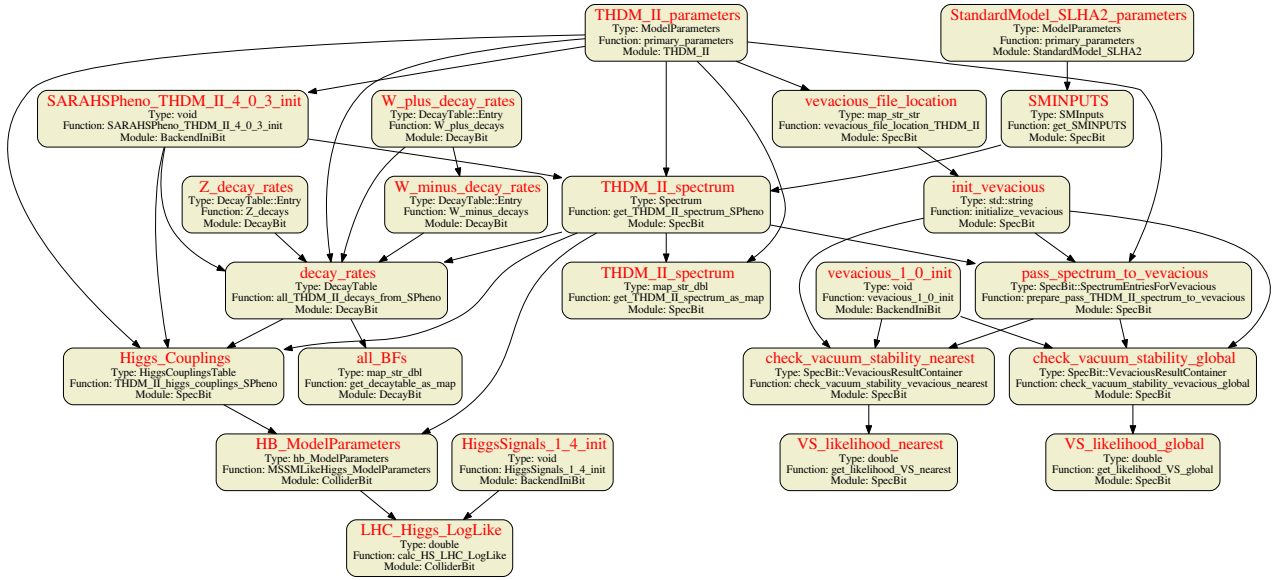 THDM_II_parameters
Type: ModelParameters
Function: primary_parameters
Module: THDM_II
StandardModel_SLHA2_parameters
Type: ModelParameters
Function: primary_parameters
Module: StandardModel_SLHA2
SARAHSPheno_THDM_II_4_0_3_init
Type: void
Function: SARAHSPheno_THDM_II_4_0_3_init
Module: BackendIniBit
W_plus_decay_rates
Type: DecayTable::Entry
Function: W_plus_decays
Module: DecayBit
vevacious_file_location
Type: map_str_str
Function: vevacious_file_location_THDM_II
Module: SpecBit
SMINPUTS
Type: SMInputs
Function: get_SMINPUTS
Module: SpecBit
Z_decay_rates
Type: DecayTable::Entry
Function: Z_decays
Module: DecayBit
W_minus_decay_rates
Type: DecayTable::Entry
Function: W_minus_decays
Module: DecayBit
THDM_II_spectrum
Type: Spectrum
Function: get_THDM_II_spectrum_SPheno
Module: SpecBit
init_vevacious
Type: std::string
Function: initialize_vevacious
Module: SpecBit
decay_rates
Type: DecayTable
Function: all_THDM_II_decays_from_SPheno
Module: DecayBit
THDM_II_spectrum
Type: map_str_dbl
Function: get_THDM_II_spectrum_as_map
Module: SpecBit
vevacious_1_0_init
Type: void
Function: vevacious_1_0_init
Module: BackendIniBit
pass_spectrum_to_vevacious
Type: SpecBit::SpectrumEntriesForVevacious
Function: prepare_pass_THDM_II_spectrum_to_vevacious
Module: SpecBit
Higgs_Couplings
Type: HiggsCouplingsTable
Function: THDM_II_higgs_couplings_SPheno
Module: SpecBit
all_BFs
Type: map_str_dbl
Function: get_decaytable_as_map
Module: DecayBit
check_vacuum_stability_nearest
Type: SpecBit::VevaciousResultContainer
Function: check_vacuum_stability_vevacious_nearest
Module: SpecBit
check_vacuum_stability_global
Type: SpecBit::VevaciousResultContainer
Function: check_vacuum_stability_vevacious_global
Module: SpecBit
HB_ModelParameters
Type: hb_ModelParameters
Function: MSSMLikeHiggs_ModelParameters
Module: ColliderBit
HiggsSignals_1_4_init
Type: void
Function: HiggsSignals_1_4_init
Module: BackendIniBit
VS_likelihood_nearest
Type: double
Function: get_likelihood_VS_nearest
Module: SpecBit
VS_likelihood_global
Type: double
Function: get_likelihood_VS_global
Module: SpecBit
LHC_Higgs_LogLike
Type: double
Function: calc_HS_LHC_LogLike
Module: ColliderBit